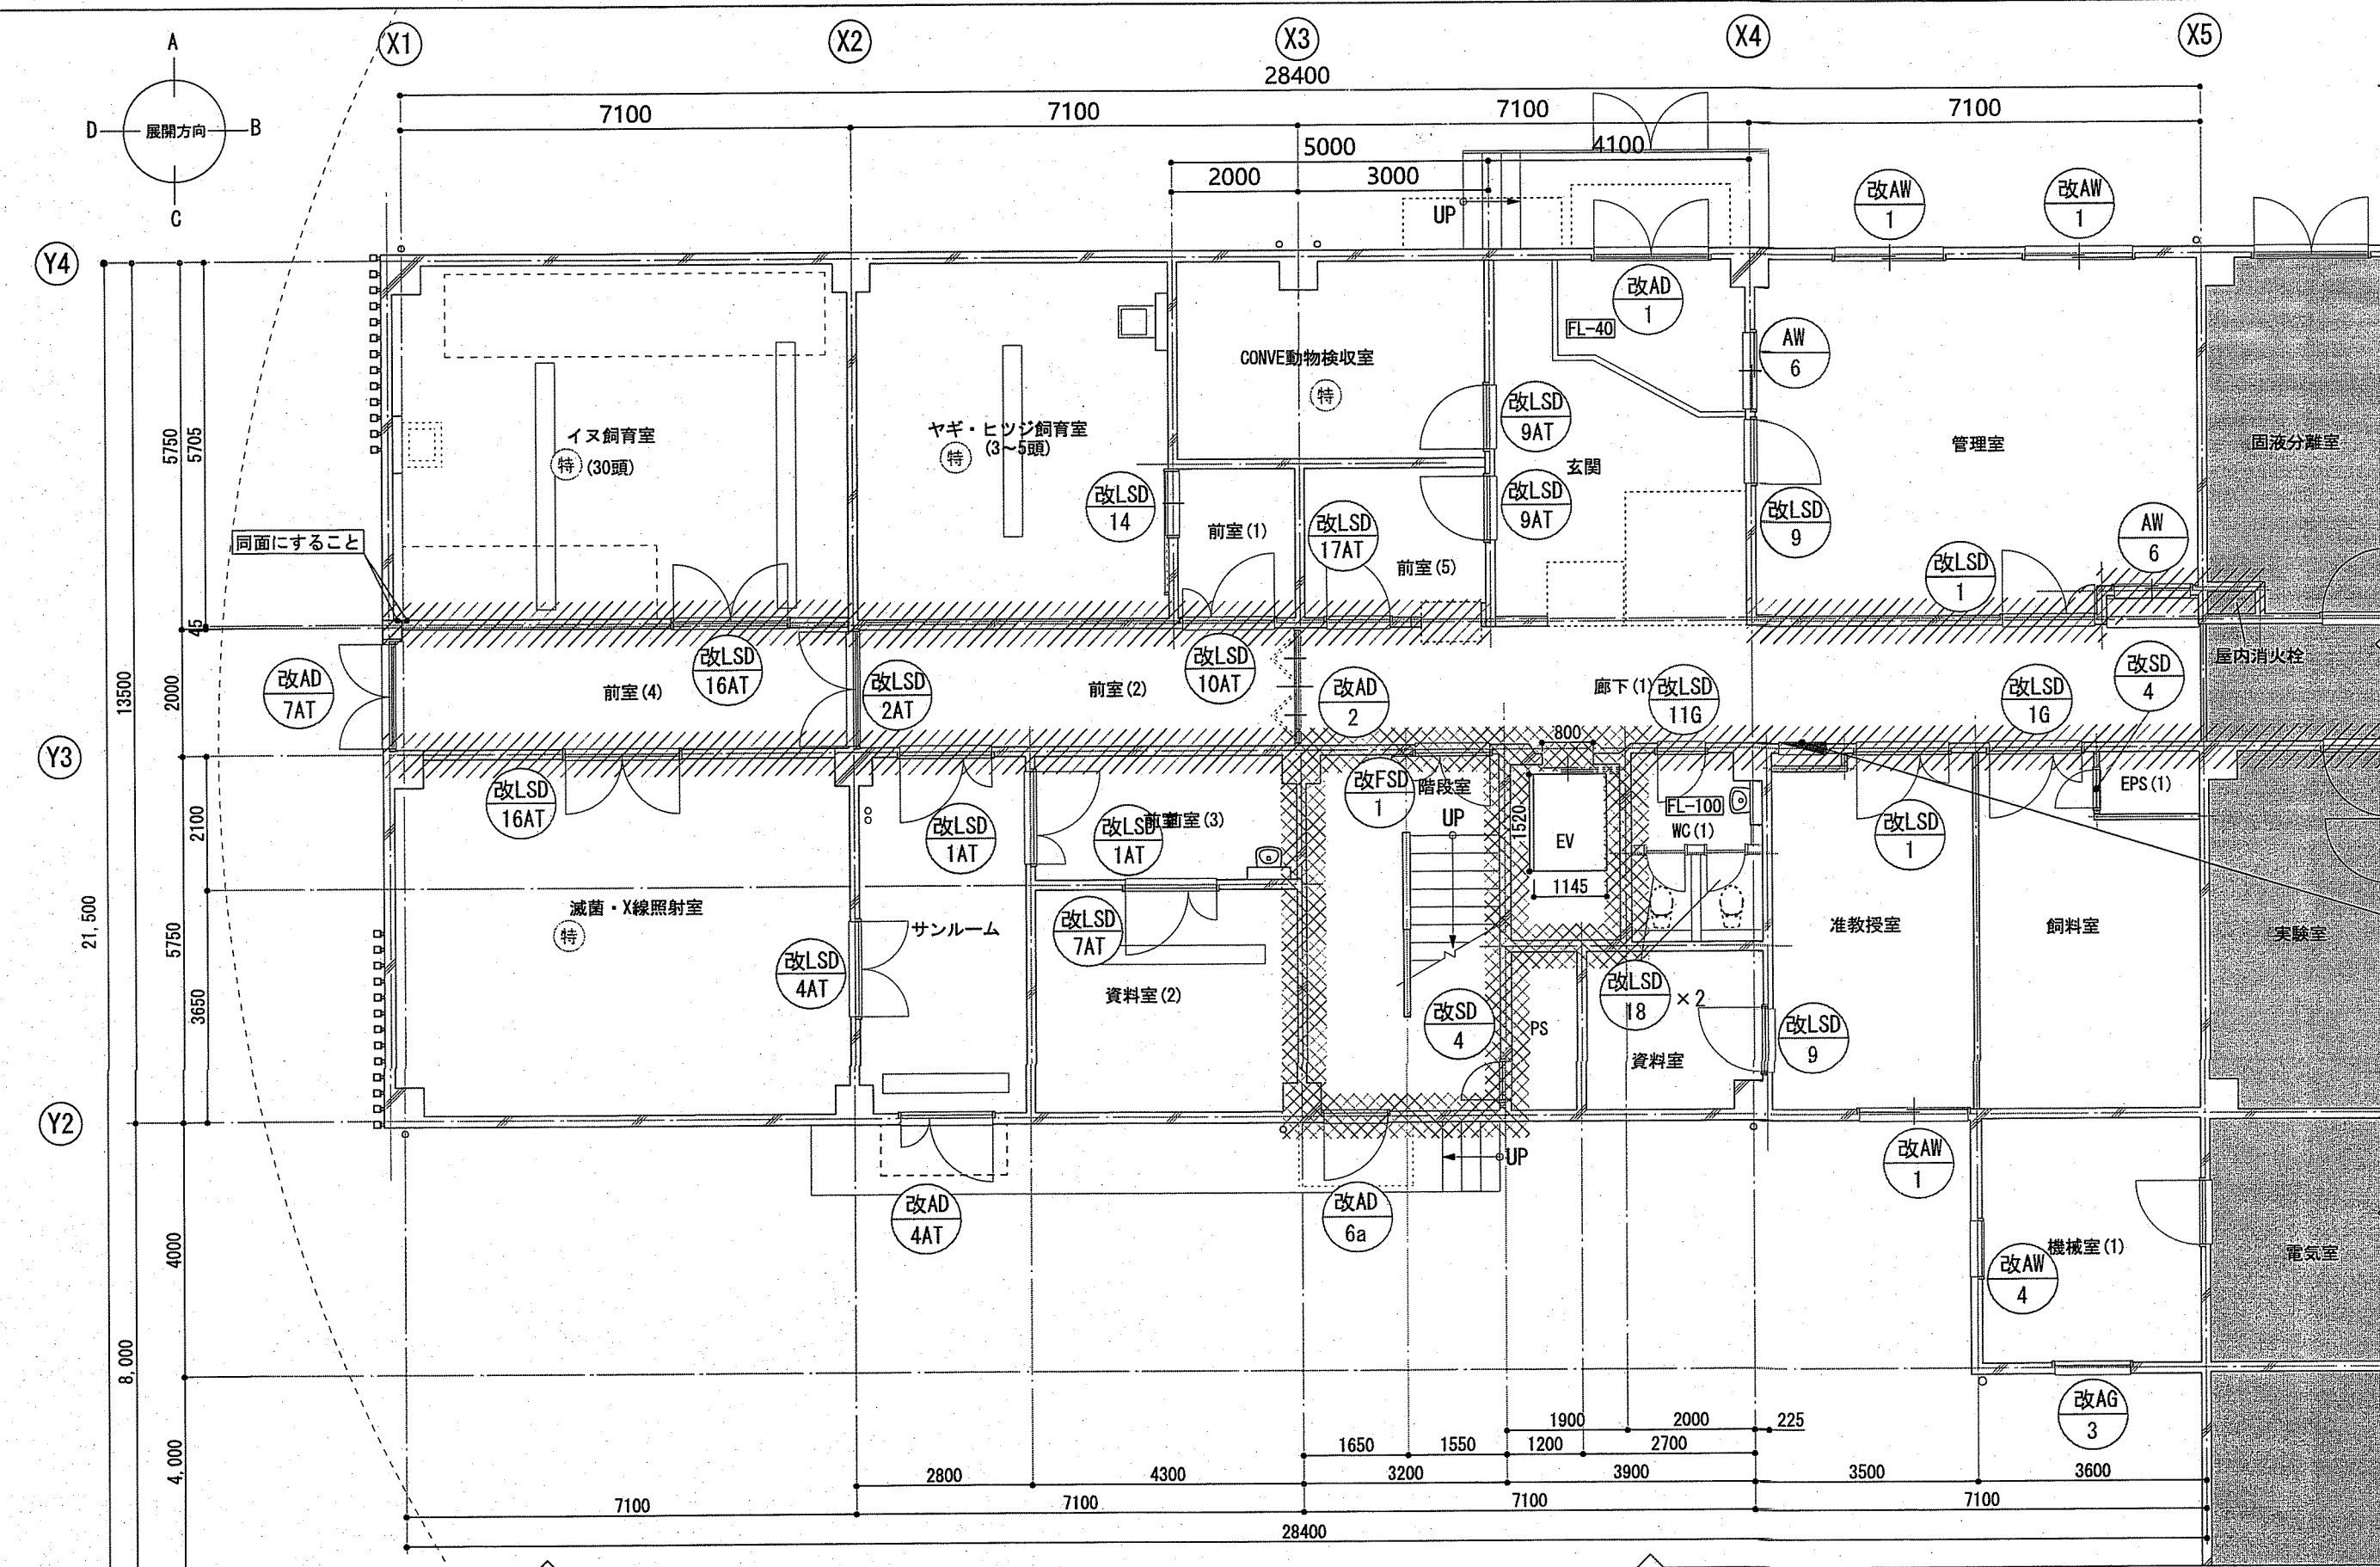 X1
X2
X3
X4
X5
A
D 展開方向 B
C
28400
7100
7100
7100
7100
5000
4100
2000
3000
UP
改AW
1
改AW
1
Y4
改AD
1
FL-40
AW
6
CONVE動物検収室
特
5750
5705
イヌ飼育室
特 (30頭)
ヤギ・ヒツジ飼育室
特 (3～5頭)
改LSD
9AT
玄関
管理室
固液分離室
改LSD
14
改LSD
9AT
改LSD
9
AW
6
同面にすること
前室(1)
改LSD
17AT
前室(5)
改LSD
1
45
屋内消火栓
13500
2000
改AD
7AT
前室(4)
改LSD
16AT
改LSD
2AT
前室(2)
改LSD
10AT
改AD
2
廊下(1)
改LSD
11G
改LSD
1G
改SD
4
Y3
800
改LSD
16AT
改LSD
1AT
改LSD
1AT
前室(3)
改FSD
1
階段室
UP
1520
EV
1145
FL-100
WC(1)
改LSD
1
EPS(1)
2100
21,500
5750
3650
滅菌・X線照射室
特
改LSD
4AT
サンルーム
改LSD
7AT
資料室(2)
准教授室
飼料室
実験室
改SD
4
PS
改LSD
18
×2
資料室
改LSD
9
Y2
UP
改AD
4AT
改AD
6a
改AW
1
4000
機械室(1)
改AW
4
電気室
8,000
改AG
3
4,000
1900
2000
225
1650
1550
1200
2700
2800
4300
3200
3900
3500
3600
7100
7100
7100
7100
28400